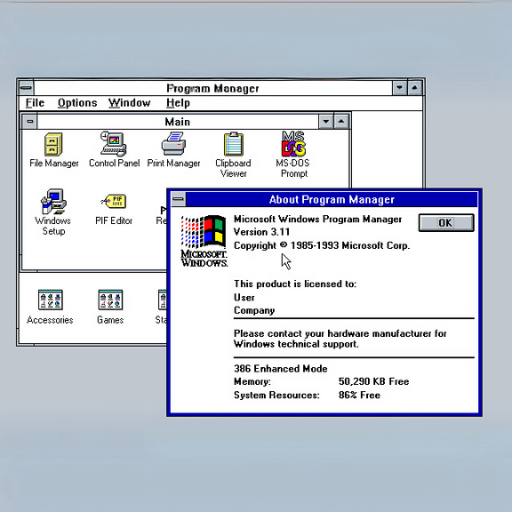 Program Manager
File Options Window Help
Main
File Manager
Control Panel
Print Manager
Clipboard
Viewer
MS-DOS
Prompt
Windows
Setup
PIF
PIF Editor
Accessories
Games
About Program Manager
MICROSOFT
WINDOWS
Microsoft Windows Program Manager
Version 3.11
Copyright © 1985-1993 Microsoft Corp.
OK
This product is licensed to:
User
Company
Please contact your hardware manufacturer for
Windows technical support.
386 Enhanced Mode
Memory: 50,290 KB Free
System Resources: 86% Free